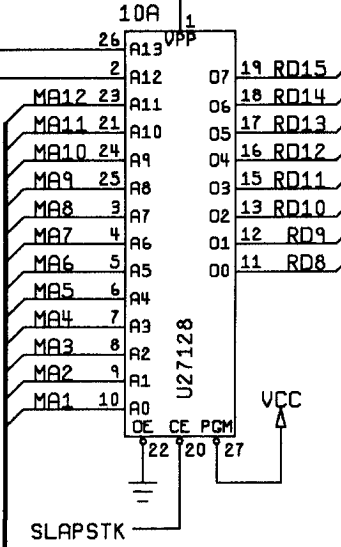 10A
1
VPP
26 A13
2 A12 O7 19 RD15
MA12 23 A11 O6 18 RD14
MA11 21 A10 O5 17 RD13
MA10 24 A9 O4 16 RD12
MA9 25 A8 O3 15 RD11
MA8 3 A7 O2 13 RD10
MA7 4 A6 O1 12 RD9
MA6 5 A5 O0 11 RD8
MA5 6 A4
MA4 7 A3
MA3 8 A2
MA2 9 A1
MA1 10 A0
U27128
VCC
OE CE PGM
22 20 27
SLAPSTK